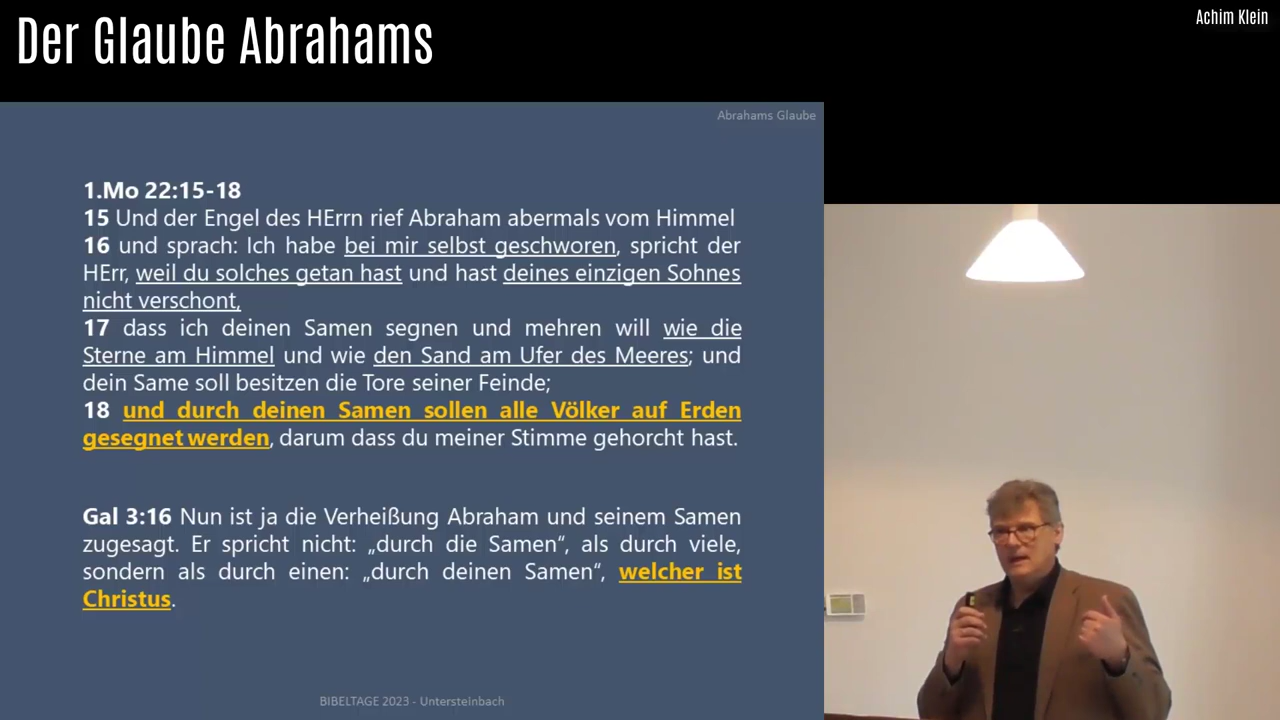 Der Glaube Abrahams
Achim Klein
Abrahams Glaube
1.Mo 22:15-18
15 Und der Engel des HErrn rief Abraham abermals vom Himmel
16 und sprach: Ich habe bei mir selbst geschworen, spricht der
HErr, weil du solches getan hast und hast deines einzigen Sohnes
nicht verschont,
17 dass ich deinen Samen segnen und mehren will wie die
Sterne am Himmel und wie den Sand am Ufer des Meeres; und
dein Same soll besitzen die Tore seiner Feinde;
18 und durch deinen Samen sollen alle Völker auf Erden
gesegnet werden, darum dass du meiner Stimme gehorcht hast.
Gal 3:16 Nun ist ja die Verheißung Abraham und seinem Samen
zugesagt. Er spricht nicht: „durch die Samen“, als durch viele,
sondern als durch einen: „durch deinen Samen“, welcher ist
Christus.
BIBELTAGE 2023 - Untersteinbach